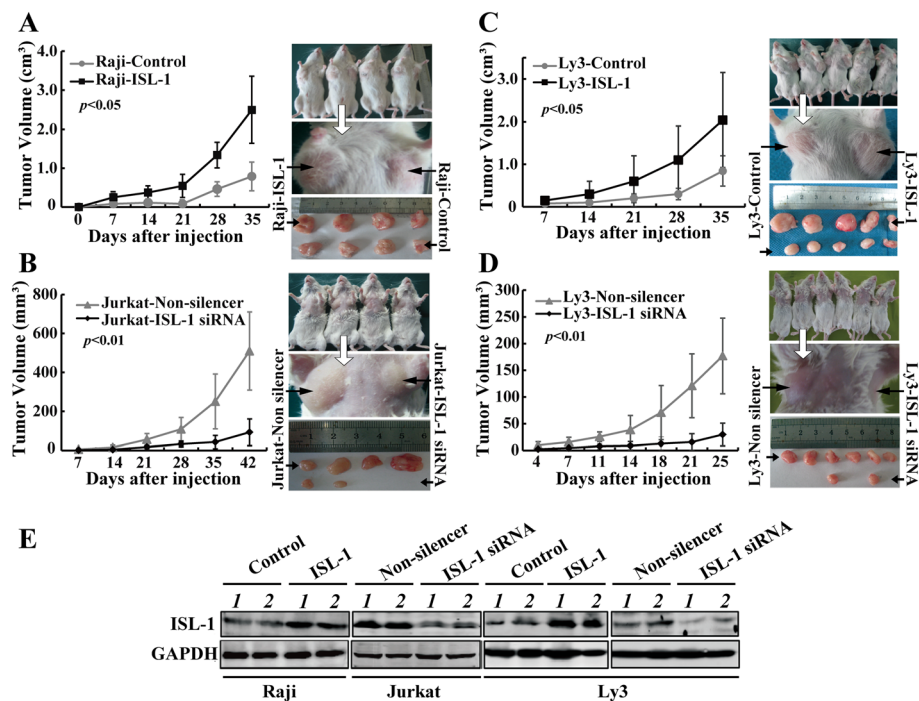 A
Tumor Volume (cm³)
4.0
3.0
2.0
1.0
0
Raji-Control
Raji-ISL-1
p<0.05
0 7 14 21 28 35
Days after injection
Raji-ISL-1
Raji-Control
C
Tumor Volume (cm³)
3.0
2.0
1.0
0
Ly3-Control
Ly3-ISL-1
p<0.05
7 14 21 28 35
Days after injection
Ly3-Control
Ly3-ISL-1
B
Tumor Volume (mm³)
800
600
400
200
0
Jurkat-Non-silencer
Jurkat-ISL-1 siRNA
p<0.01
7 14 21 28 35 42
Days after injection
Jurkat-Non silencer
Jurkat-ISL-1 siRNA
D
Tumor Volume (mm³)
300
250
200
150
100
50
0
Ly3-Non-silencer
Ly3-ISL-1 siRNA
p<0.01
4 7 11 14 18 21 25
Days after injection
Ly3-Non silencer
Ly3-ISL-1 siRNA
E
Control ISL-1 Non-silencer ISL-1 siRNA Control ISL-1 Non-silencer ISL-1 siRNA
1 2 1 2 1 2 1 2 1 2 1 2 1 2 1 2
ISL-1
GAPDH
Raji Jurkat Ly3